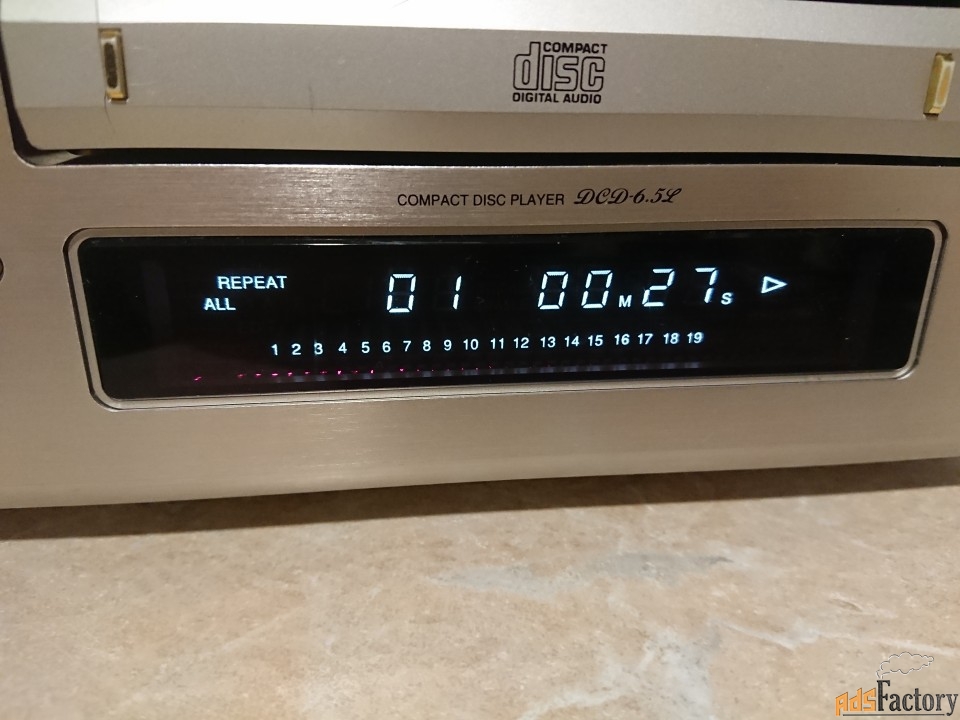 COMPACT
disc
DIGITAL AUDIO
COMPACT DISC PLAYER DCD-6.5L
REPEAT
ALL
01 00M27S
1 2 3 4 5 6 7 8 9 10 11 12 13 14 15 16 17 18 19
AdsFactory